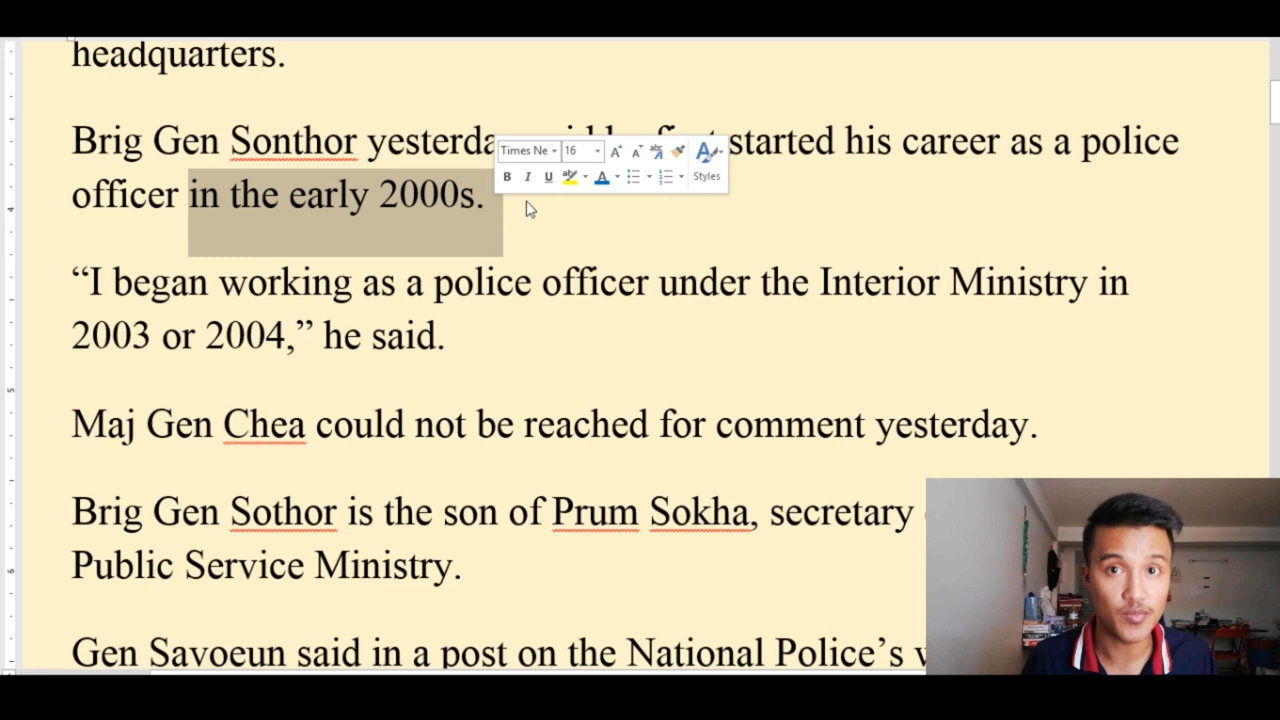 headquarters.
Brig Gen Sonthor started his career as a police
officer in the early 2000s.
Times Ne 16
B I U A Styles
“I began working as a police officer under the Interior Ministry in
2003 or 2004,” he said.
Maj Gen Chea could not be reached for comment yesterday.
Brig Gen Sothor is the son of Prum Sokha, secretary
Public Service Ministry.
Gen Savoeun said in a post on the National Police’s